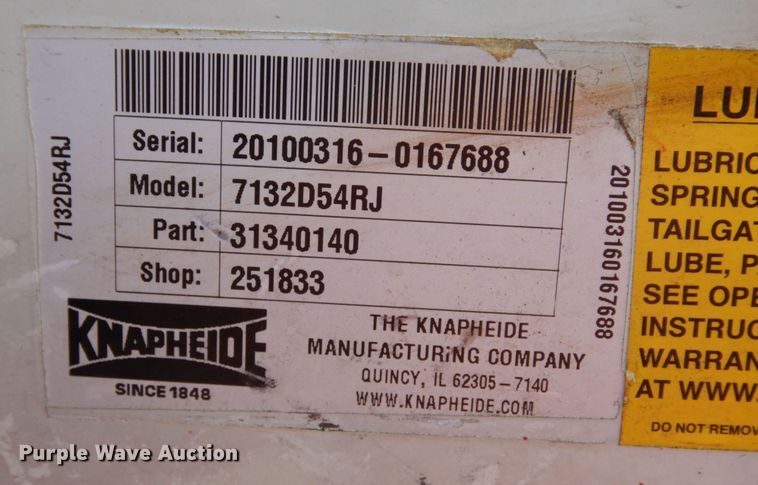 7132D54RJ
Serial: 20100316-0167688
Model: 7132D54RJ
Part: 31340140
Shop: 251833
201003160167688
KNAPHEIDE
SINCE 1848
THE KNAPHEIDE
MANUFACTURING COMPANY
QUINCY, IL 62305-7140
WWW.KNAPHEIDE.COM
LU
LUBRIC
SPRING
TAILGAT
LUBE, P
SEE OPE
INSTRUC
WARRAN
AT WWW.
DO NOT REMOV
Purple Wave Auction